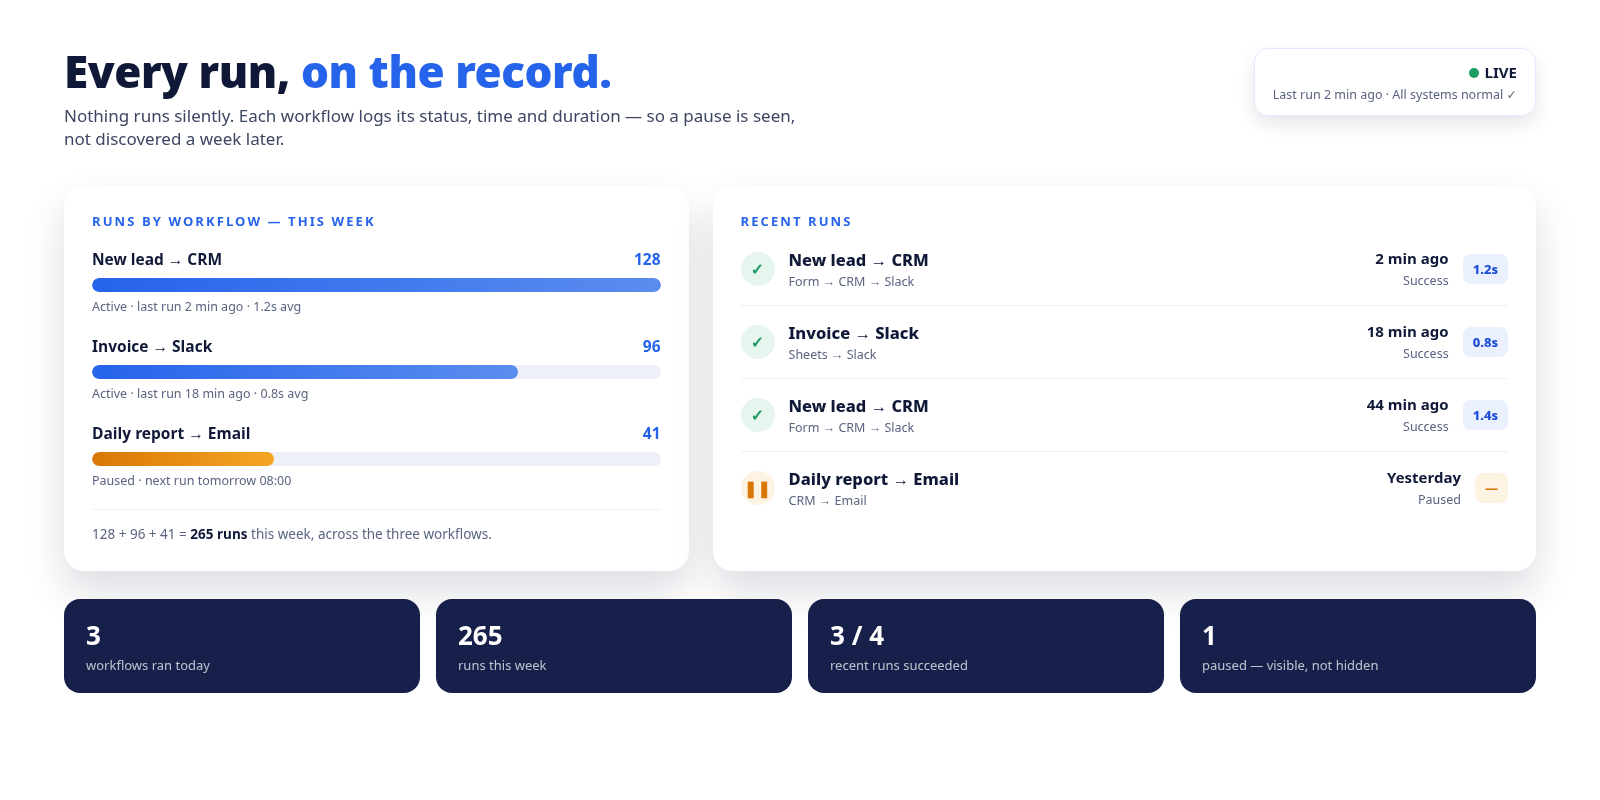 Every run, on the record.
Nothing runs silently. Each workflow logs its status, time and duration — so a pause is seen,
not discovered a week later.
LIVE
Last run 2 min ago · All systems normal ✓
RUNS BY WORKFLOW — THIS WEEK
New lead → CRM 128
Active · last run 2 min ago · 1.2s avg
Invoice → Slack 96
Active · last run 18 min ago · 0.8s avg
Daily report → Email 41
Paused · next run tomorrow 08:00
128 + 96 + 41 = 265 runs this week, across the three workflows.
RECENT RUNS
✓ New lead → CRM 2 min ago 1.2s
Form → CRM → Slack Success
✓ Invoice → Slack 18 min ago 0.8s
Sheets → Slack Success
✓ New lead → CRM 44 min ago 1.4s
Form → CRM → Slack Success
❚❚ Daily report → Email Yesterday —
CRM → Email Paused
3
workflows ran today
265
runs this week
3 / 4
recent runs succeeded
1
paused — visible, not hidden